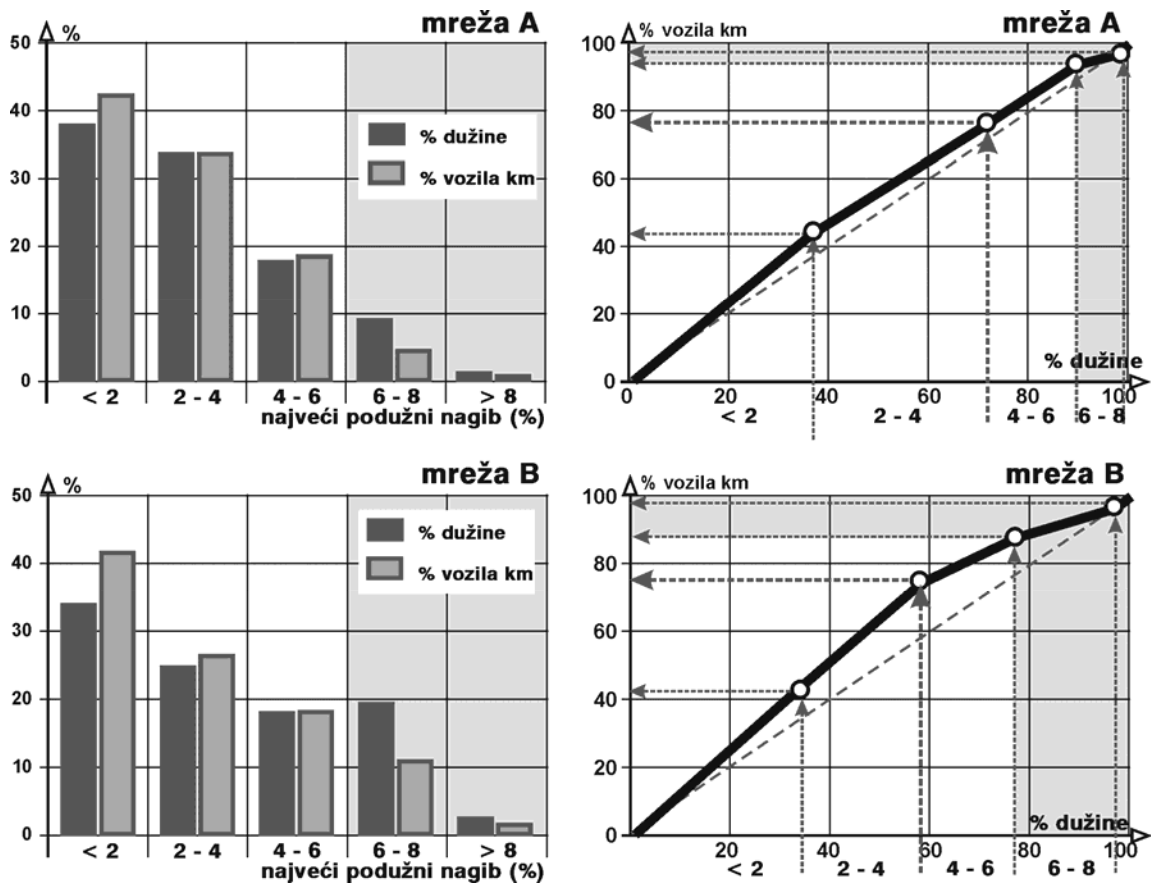 mreža A
%
50
40
30
20
10
0
% dužine
% vozila km
< 2 2 - 4 4 - 6 6 - 8 > 8
najveći podužni nagib (%)
mreža A
% vozila km
100
80
60
40
20
0
% dužine
0 20 40 60 80 100
< 2 2 - 4 4 - 6 6 - 8
mreža B
%
50
40
30
20
10
0
% dužine
% vozila km
< 2 2 - 4 4 - 6 6 - 8 > 8
najveći podužni nagib (%)
mreža B
% vozila km
100
80
60
40
20
0
% dužine
20 40 60 80 100
< 2 2 - 4 4 - 6 6 - 8